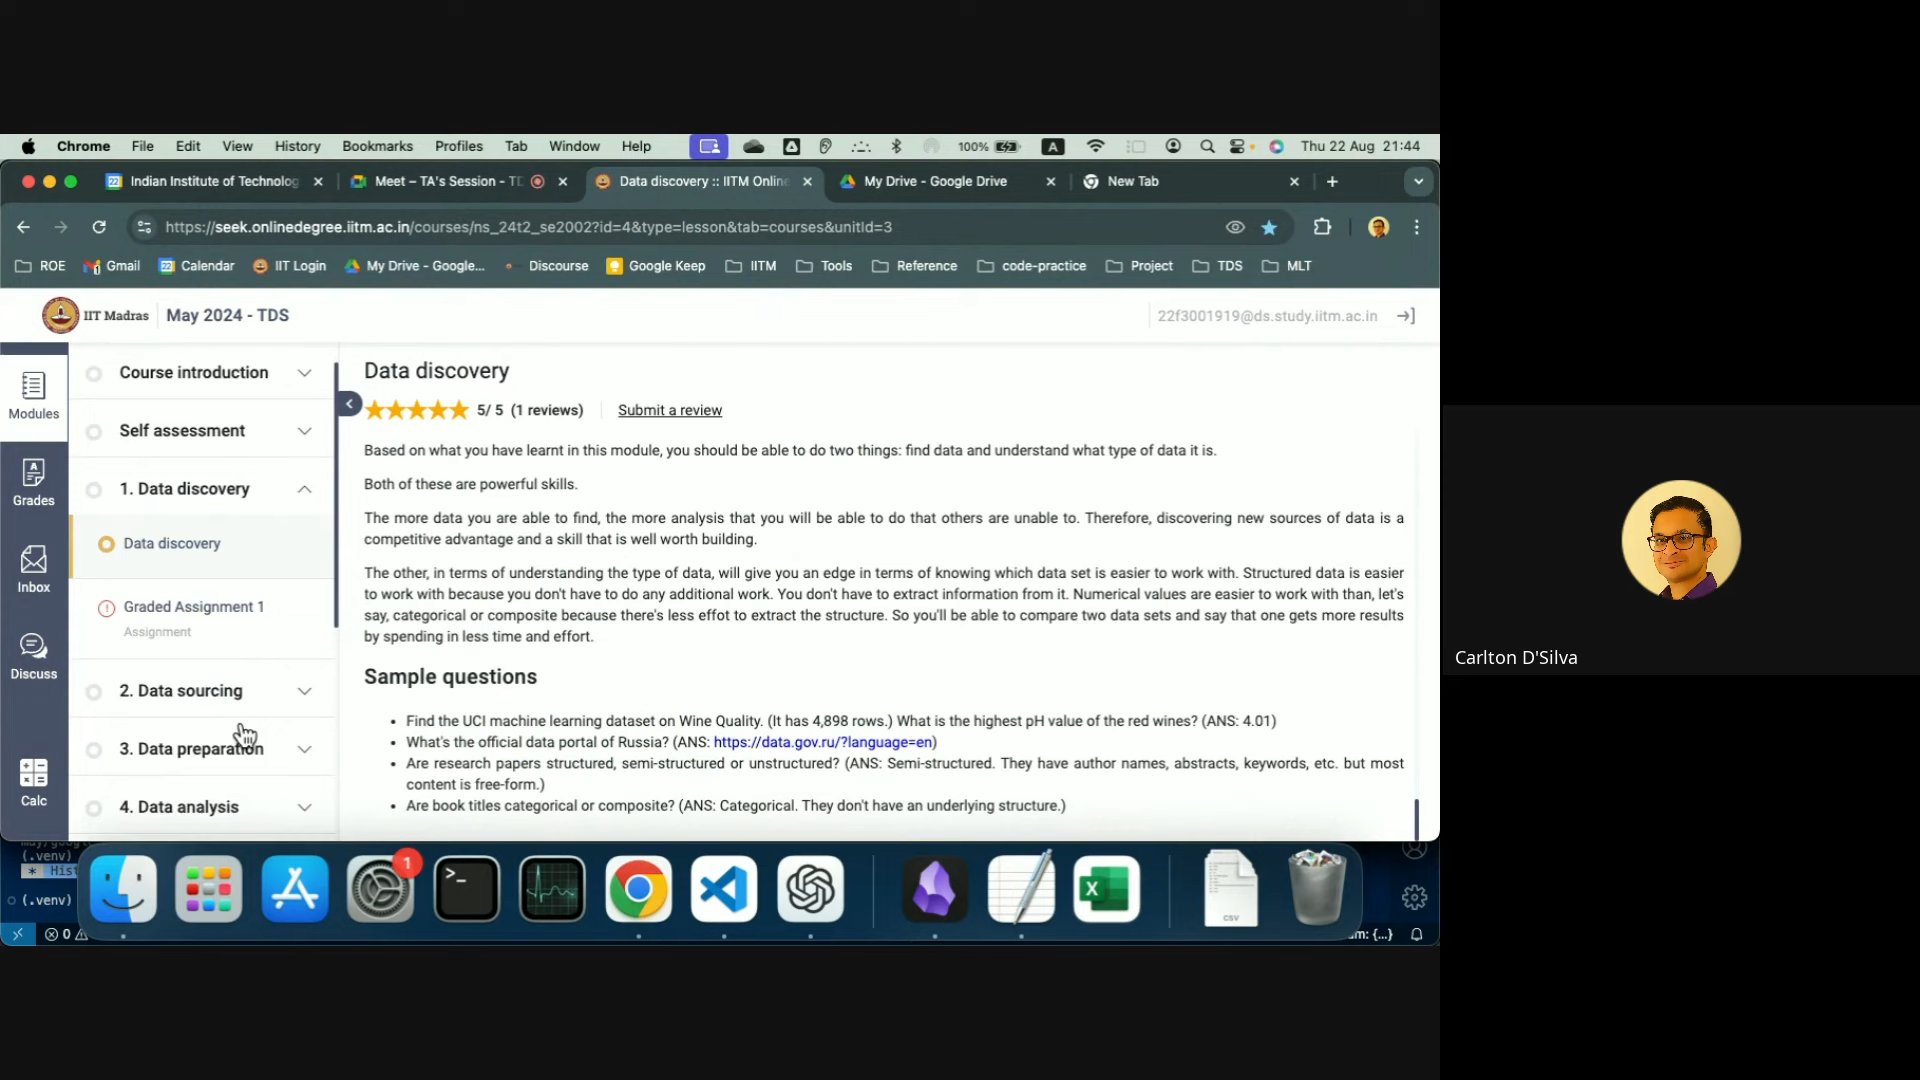 Chrome File Edit View History Bookmarks Profiles Tab Window Help 100% A Thu 22 Aug 21:44
Indian Institute of Technolog Meet – TA's Session - TD Data discovery :: IITM Online My Drive - Google Drive New Tab
https://seek.onlinedegree.iitm.ac.in/courses/ns_24t2_se2002?id=4&type=lesson&tab=courses&unitId=3
ROE Gmail Calendar IIT Login My Drive - Google... Discourse Google Keep IITM Tools Reference code-practice Project TDS MLT
IIT Madras May 2024 - TDS 22f3001919@ds.study.iitm.ac.in
Modules
Grades
Inbox
Discuss
Calc
Course introduction
Self assessment
1. Data discovery
Data discovery
Graded Assignment 1
Assignment
2. Data sourcing
3. Data preparation
4. Data analysis
Data discovery
5/ 5 (1 reviews) Submit a review
Based on what you have learnt in this module, you should be able to do two things: find data and understand what type of data it is.
Both of these are powerful skills.
The more data you are able to find, the more analysis that you will be able to do that others are unable to. Therefore, discovering new sources of data is a
competitive advantage and a skill that is well worth building.
The other, in terms of understanding the type of data, will give you an edge in terms of knowing which data set is easier to work with. Structured data is easier
to work with because you don't have to do any additional work. You don't have to extract information from it. Numerical values are easier to work with than, let's
say, categorical or composite because there's less effot to extract the structure. So you'll be able to compare two data sets and say that one gets more results
by spending in less time and effort.
Sample questions
• Find the UCI machine learning dataset on Wine Quality. (It has 4,898 rows.) What is the highest pH value of the red wines? (ANS: 4.01)
• What's the official data portal of Russia? (ANS: https://data.gov.ru/?language=en)
• Are research papers structured, semi-structured or unstructured? (ANS: Semi-structured. They have author names, abstracts, keywords, etc. but most
content is free-form.)
• Are book titles categorical or composite? (ANS: Categorical. They don't have an underlying structure.)
(.venv)
* Hist
(.venv)
0
1
CSV
{...}
Carlton D'Silva